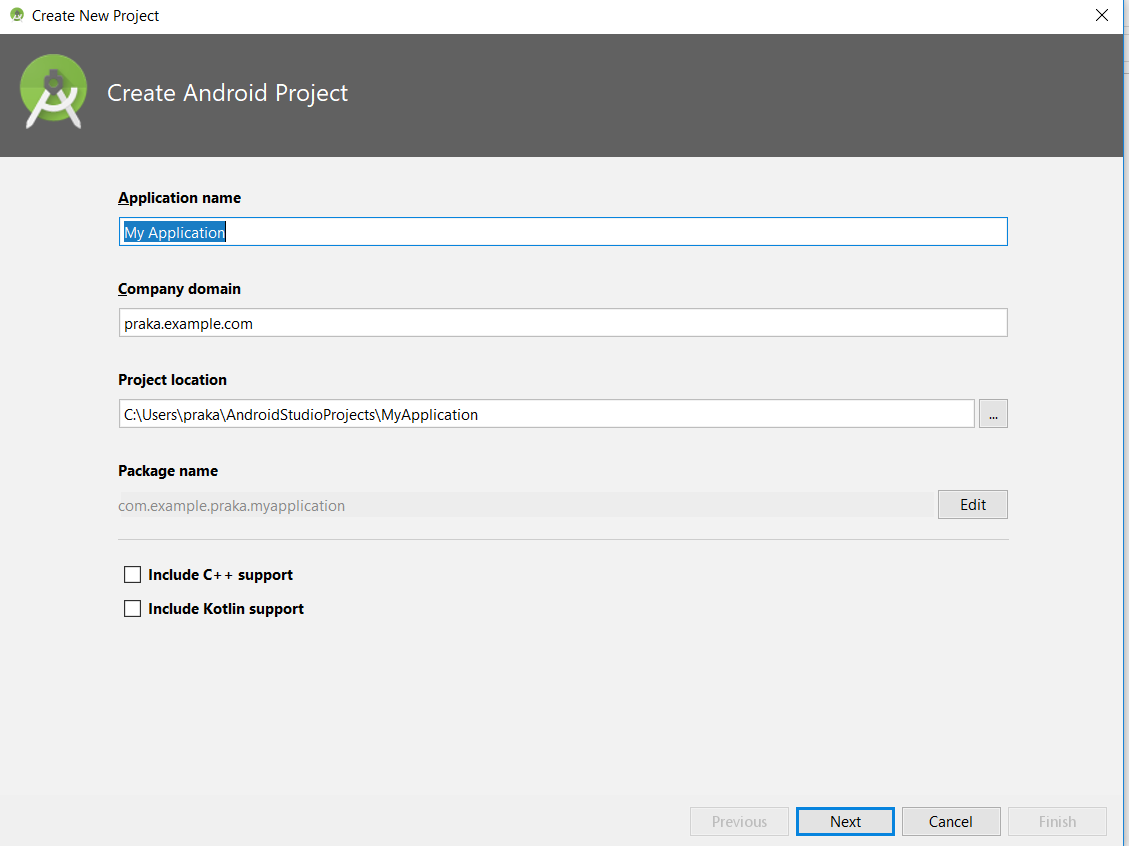 Create New Project
Create Android Project
Application name
My Application
Company domain
praka.example.com
Project location
C:\Users\praka\AndroidStudioProjects\MyApplication
...
Package name
com.example.praka.myapplication
Edit
Include C++ support
Include Kotlin support
Previous
Next
Cancel
Finish